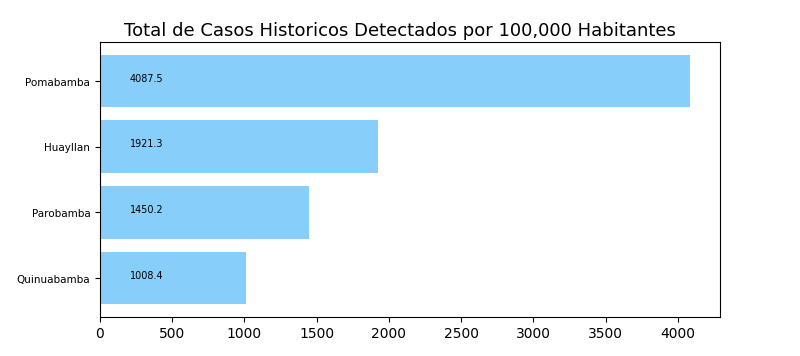 Total de Casos Historicos Detectados por 100,000 Habitantes
Pomabamba 4087.5
Huayllan 1921.3
Parobamba 1450.2
Quinuabamba 1008.4
0 500 1000 1500 2000 2500 3000 3500 4000